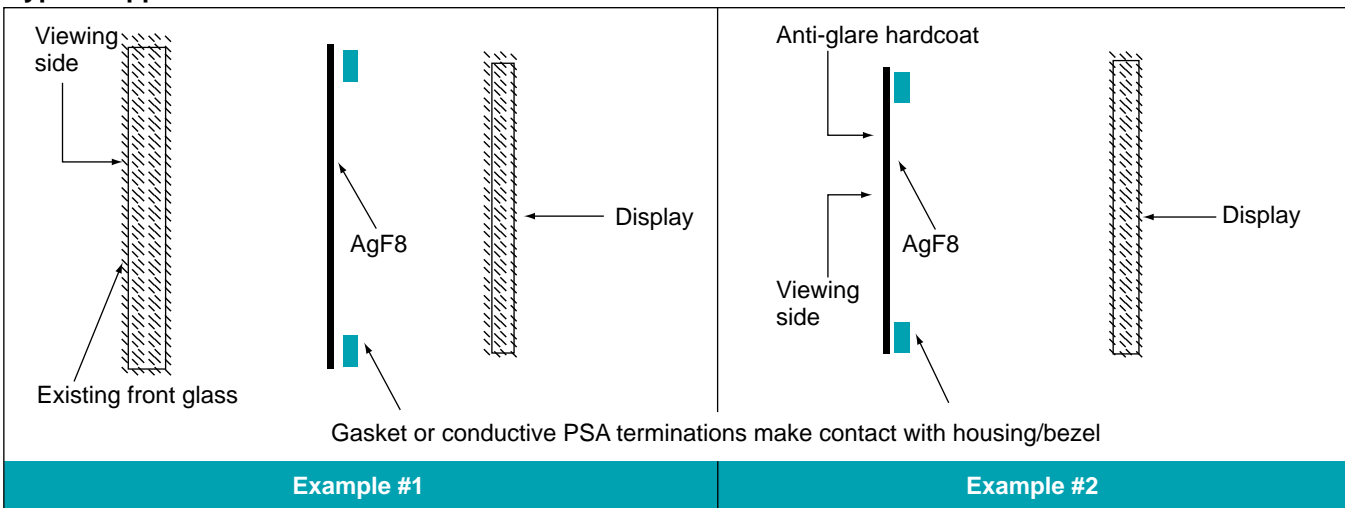 Viewing
side
AgF8
Display
Existing front glass
Anti-glare hardcoat
AgF8
Display
Viewing
side
Gasket or conductive PSA terminations make contact with housing/bezel
Example #1
Example #2